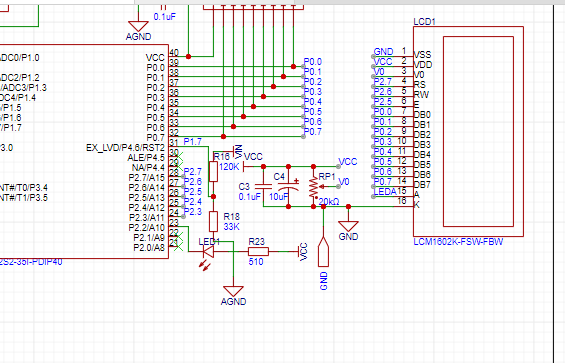 0.1uF
AGND
LCD1
ADC0/P1.0
ADC2/P1.2
ADC3/P1.3
DC4/P1.4
/P1.5
/P1.6
/P1.7
P3.0
NT#/T0/P3.4
NT#/T1/P3.5
2S2-35I-PDIP40
VCC
P0.0
P0.1
P0.2
P0.3
P0.4
P0.5
P0.6
P0.7
EX_LVD/P4.6/RST2
ALE/P4.5
NA/P4.4
P2.7/A15
P2.6/A14
P2.5/A13
P2.4/A12
P2.3/A11
P2.2/A10
P2.1/A9
P2.0/A8
40
39
38
37
36
35
34
33
32
31
30
29
28
27
26
25
24
23
22
21
P1.7
P2.7
P2.6
P2.5
P2.4
P2.3
P0.0
P0.1
P0.2
P0.3
P0.4
P0.5
P0.6
P0.7
VIN
R16
120K
VCC
C3
0.1uF
C4
10uF
RP1
20kΩ
VCC
V0
R18
33K
LED1
R23
510
VCC
GND
AGND
GND
GND 1 VSS
VCC 2 VDD
V0 3 V0
P2.7 4 RS
P2.6 5 RW
P2.5 6 E
P0.0 7 DB0
P0.1 8 DB1
P0.2 9 DB2
P0.3 10 DB3
P0.4 11 DB4
P0.5 12 DB5
P0.6 13 DB6
P0.7 14 DB7
LEDA 15 A
16 K
LCM1602K-FSW-FBW